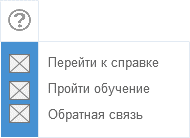 Перейти к справке
Пройти обучение
Обратная связь